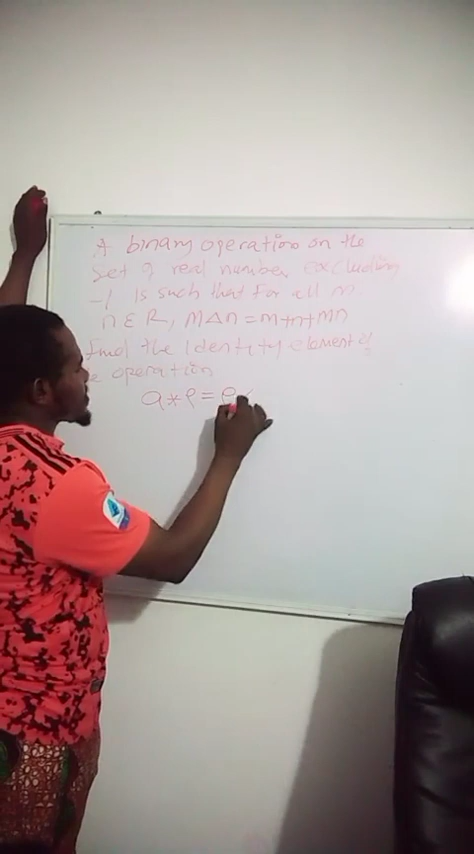 A binary operation on the
set of real number excluding
-1 is such that for all m
n ∈ R, m∆n = m+n+mn
Find the identity element of
operation
a * e = e